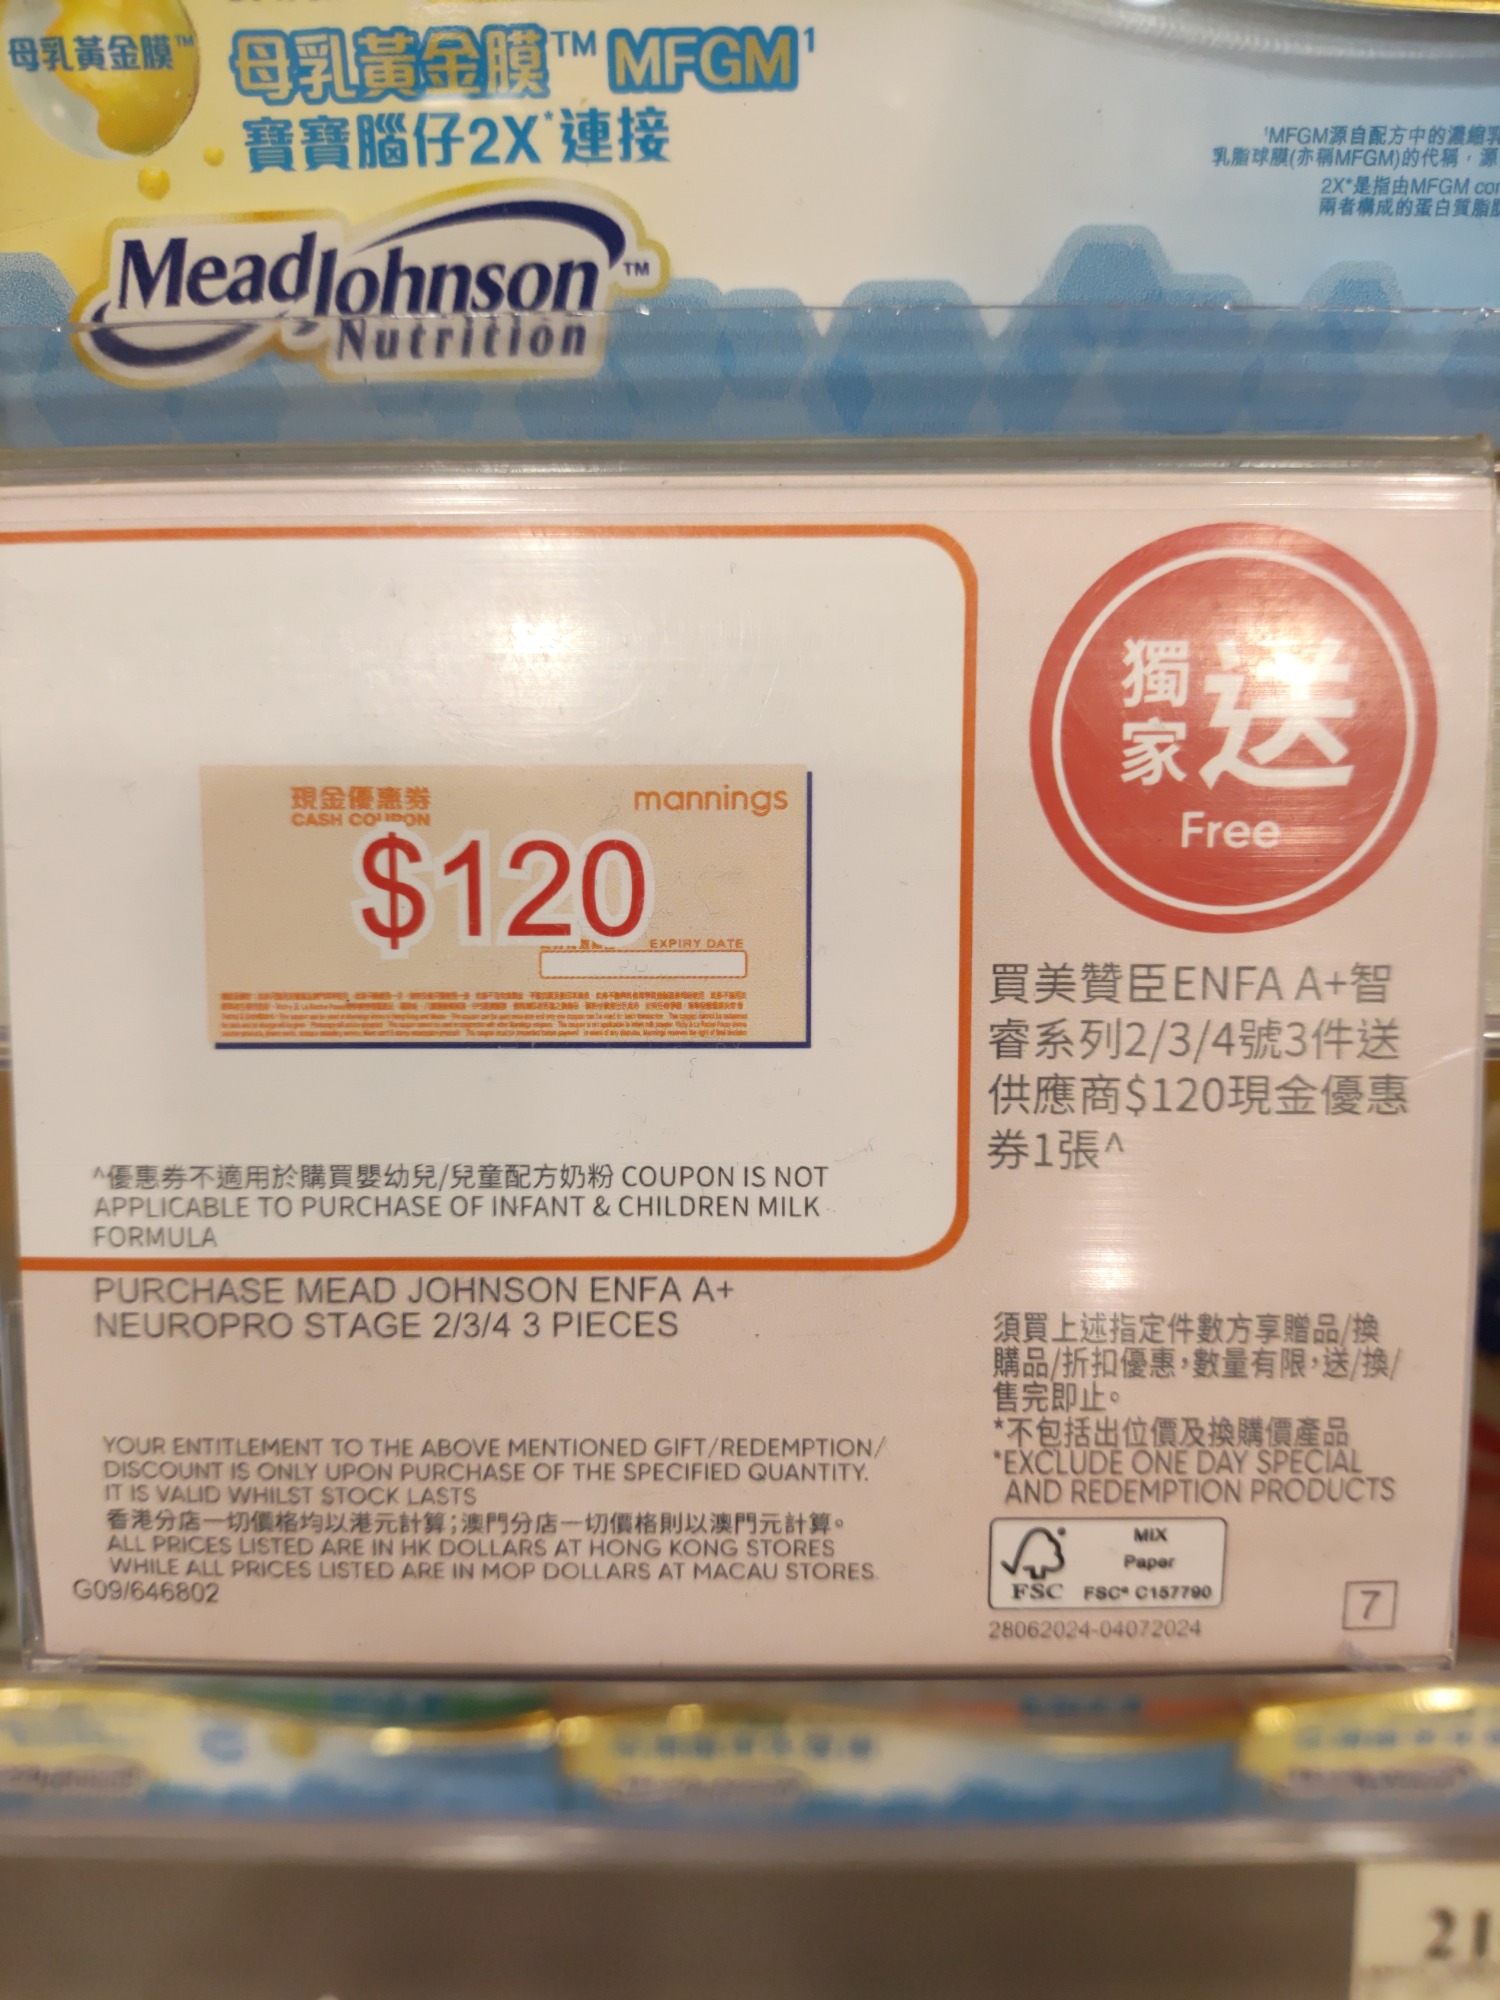 母乳黃金膜™
母乳黃金膜™ MFGM¹
寶寶腦仔2X*連接
¹MFGM源自配方中的濃縮乳
乳脂球膜(亦稱MFGM)的代稱,源
2X*是指由MFGM
兩者構成的蛋白質脂
MeadJohnson™
Nutrition
獨家送
Free
現金優惠券
CASH COUPON
mannings
$120
EXPIRY DATE
買美贊臣ENFA A+智
睿系列2/3/4號3件送
供應商$120現金優惠
券1張^
^優惠券不適用於購買嬰幼兒/兒童配方奶粉 COUPON IS NOT
APPLICABLE TO PURCHASE OF INFANT & CHILDREN MILK
FORMULA
PURCHASE MEAD JOHNSON ENFA A+
NEUROPRO STAGE 2/3/4 3 PIECES
須買上述指定件數方享贈品/換
購品/折扣優惠,數量有限,送/換/
售完即止。
*不包括出位價及換購價產品
*EXCLUDE ONE DAY SPECIAL
AND REDEMPTION PRODUCTS
YOUR ENTITLEMENT TO THE ABOVE MENTIONED GIFT/REDEMPTION/
DISCOUNT IS ONLY UPON PURCHASE OF THE SPECIFIED QUANTITY.
IT IS VALID WHILST STOCK LASTS
香港分店一切價格均以港元計算;澳門分店一切價格則以澳門元計算。
ALL PRICES LISTED ARE IN HK DOLLARS AT HONG KONG STORES
WHILE ALL PRICES LISTED ARE IN MOP DOLLARS AT MACAU STORES.
G09/646802
FSC
MIX
Paper
FSC® C157790
28062024-04072024
7
21